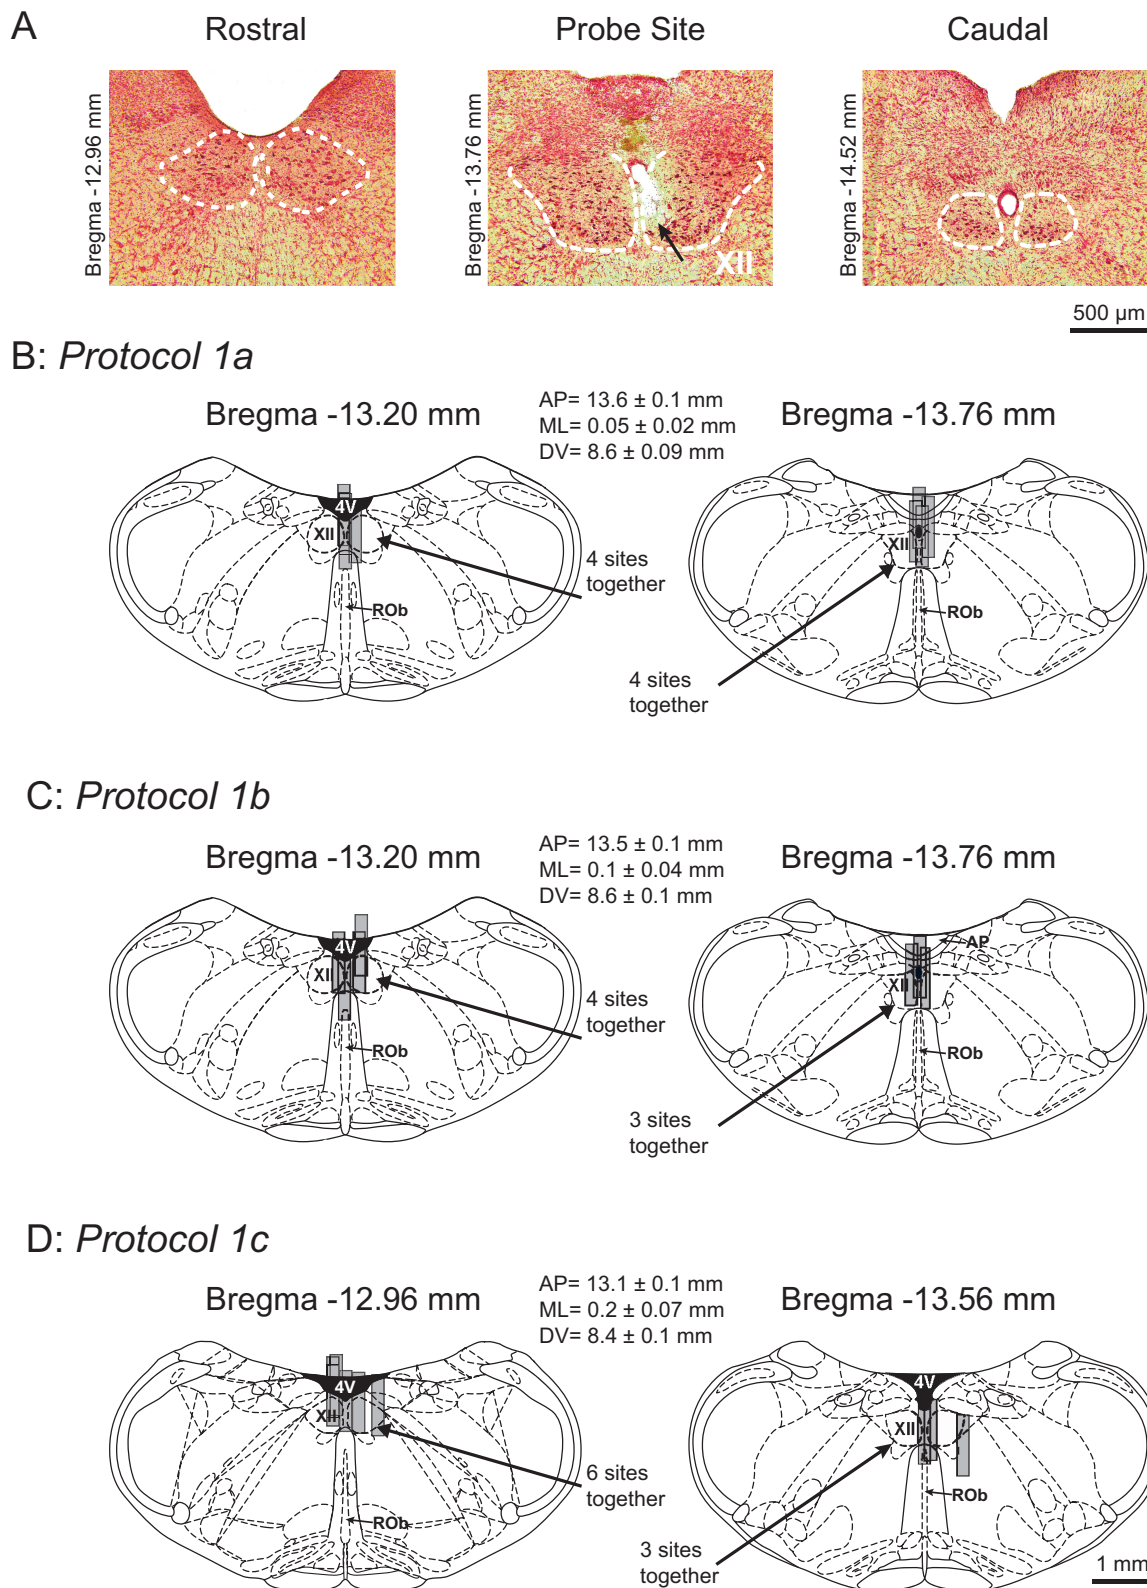 A
Rostral
Probe Site
Caudal
Bregma -12.96 mm
Bregma -13.76 mm
Bregma -14.52 mm
XII
500 µm
B: Protocol 1a
Bregma -13.20 mm
AP= 13.6 ± 0.1 mm
ML= 0.05 ± 0.02 mm
DV= 8.6 ± 0.09 mm
Bregma -13.76 mm
4V
XII
XII
4 sites
together
ROb
ROb
4 sites
together
C: Protocol 1b
Bregma -13.20 mm
AP= 13.5 ± 0.1 mm
ML= 0.1 ± 0.04 mm
DV= 8.6 ± 0.1 mm
Bregma -13.76 mm
4V
AP
XII
XII
4 sites
together
ROb
ROb
3 sites
together
D: Protocol 1c
Bregma -12.96 mm
AP= 13.1 ± 0.1 mm
ML= 0.2 ± 0.07 mm
DV= 8.4 ± 0.1 mm
Bregma -13.56 mm
4V
4V
XII
XII
6 sites
together
ROb
ROb
3 sites
together
1 mm